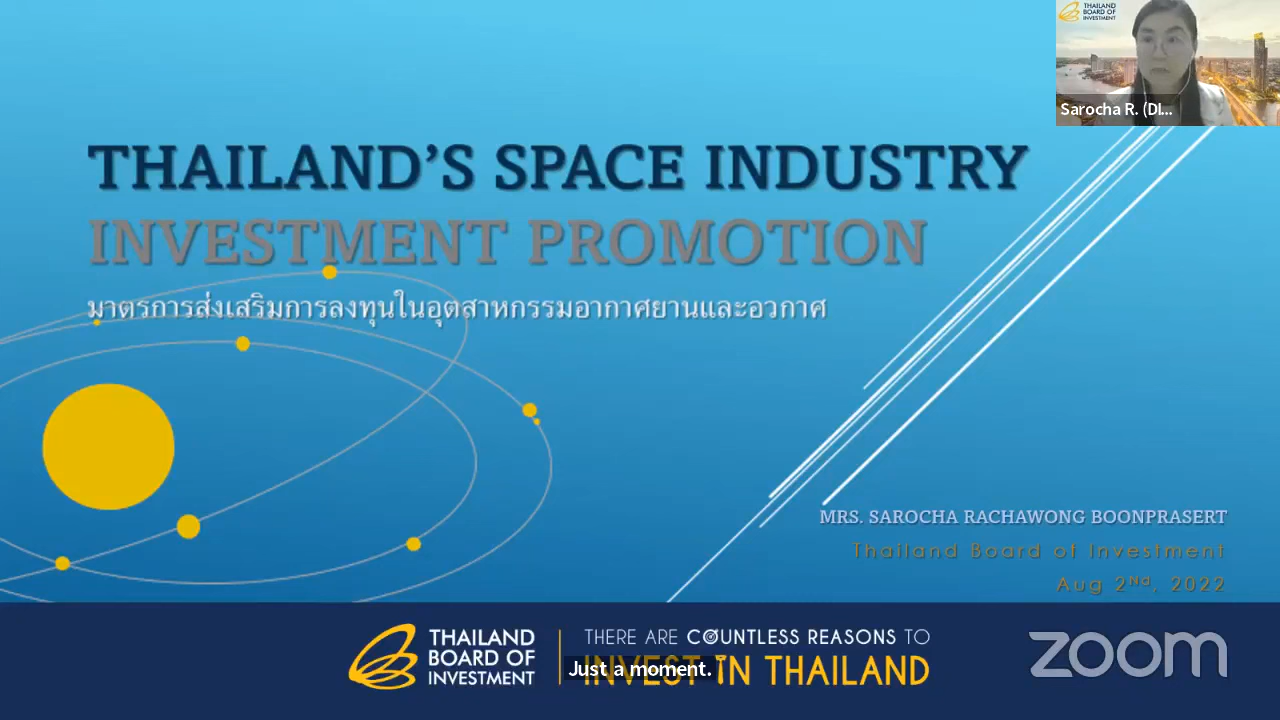 THAILAND
BOARD OF
INVESTMENT
Sarocha R. (DI...
THAILAND'S SPACE INDUSTRY
INVESTMENT PROMOTION
มาตรการส่งเสริมการลงทุนในอุตสาหกรรมอากาศยานและอวกาศ
MRS. SAROCHA RACHAWONG BOONPRASERT
Thailand Board of Investment
Aug 2Nd, 2022
THAILAND
BOARD OF
INVESTMENT
THERE ARE COUNTLESS REASONS TO
INVEST IN THAILAND
Just a moment.
zoom